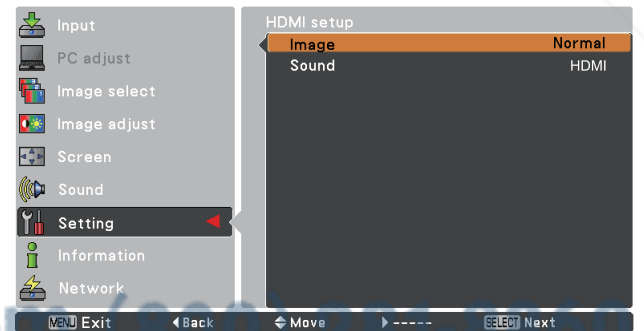 Input
PC adjust
Image select
Image adjust
Screen
Sound
Setting
Information
Network
HDMI setup
Image Normal
Sound HDMI
MENU Exit Back Move ----- SELECT Next